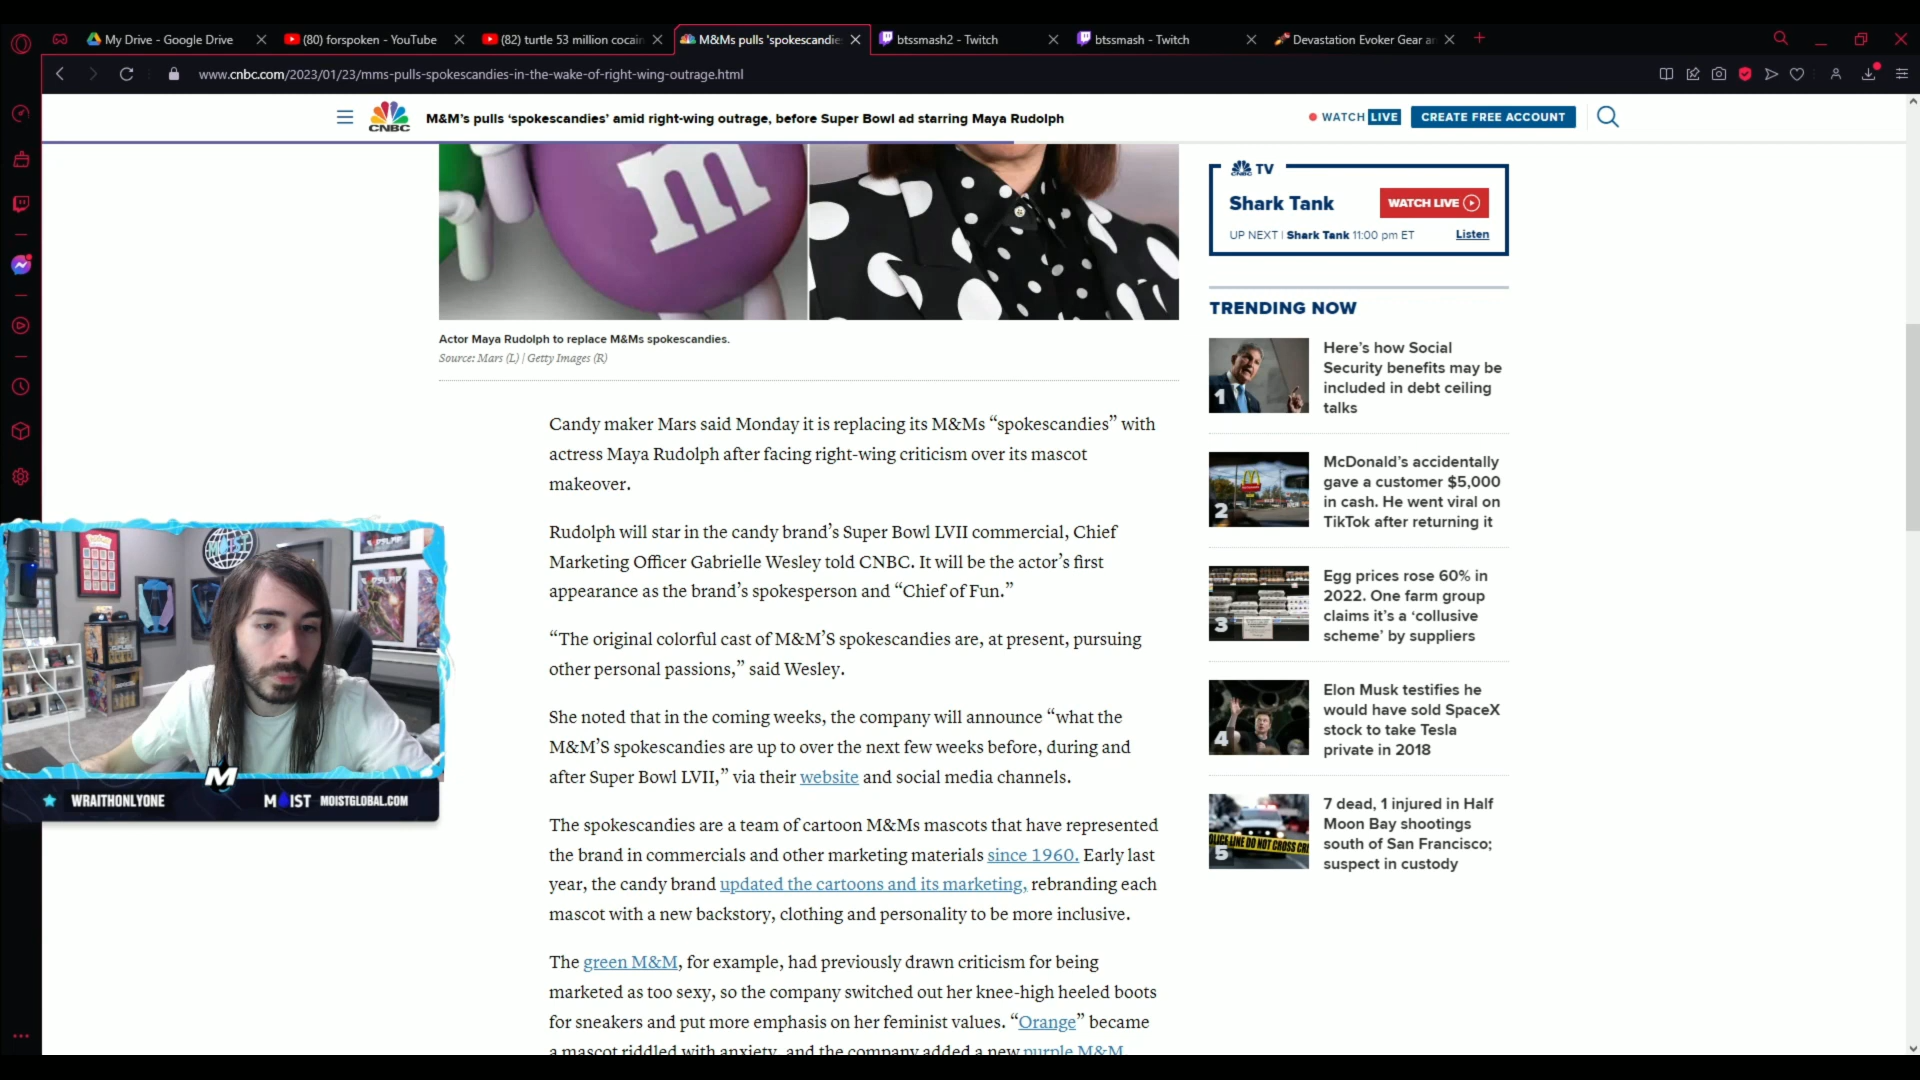 My Drive - Google Drive
(80) forspoken - YouTube
(82) turtle 53 million cocain
M&Ms pulls 'spokescandie
btssmash2 - Twitch
btssmash - Twitch
Devastation Evoker Gear a
www.cnbc.com/2023/01/23/mms-pulls-spokescandies-in-the-wake-of-right-wing-outrage.html
CNBC
M&M’s pulls ‘spokescandies’ amid right-wing outrage, before Super Bowl ad starring Maya Rudolph
WATCH LIVE
CREATE FREE ACCOUNT
m
Actor Maya Rudolph to replace M&Ms spokescandies.
Source: Mars (L) | Getty Images (R)
Candy maker Mars said Monday it is replacing its M&Ms “spokescandies” with
actress Maya Rudolph after facing right-wing criticism over its mascot
makeover.
Rudolph will star in the candy brand’s Super Bowl LVII commercial, Chief
Marketing Officer Gabrielle Wesley told CNBC. It will be the actor’s first
appearance as the brand’s spokesperson and “Chief of Fun.”
“The original colorful cast of M&M’S spokescandies are, at present, pursuing
other personal passions,” said Wesley.
She noted that in the coming weeks, the company will announce “what the
M&M’S spokescandies are up to over the next few weeks before, during and
after Super Bowl LVII,” via their website and social media channels.
The spokescandies are a team of cartoon M&Ms mascots that have represented
the brand in commercials and other marketing materials since 1960. Early last
year, the candy brand updated the cartoons and its marketing, rebranding each
mascot with a new backstory, clothing and personality to be more inclusive.
The green M&M, for example, had previously drawn criticism for being
marketed as too sexy, so the company switched out her knee-high heeled boots
for sneakers and put more emphasis on her feminist values. “Orange” became
a mascot riddled with anxiety, and the company added a new purple M&M
TV
Shark Tank
WATCH LIVE
UP NEXT | Shark Tank 11:00 pm ET
Listen
TRENDING NOW
1
Here’s how Social
Security benefits may be
included in debt ceiling
talks
2
McDonald’s accidentally
gave a customer $5,000
in cash. He went viral on
TikTok after returning it
3
Egg prices rose 60% in
2022. One farm group
claims it’s a ‘collusive
scheme’ by suppliers
4
Elon Musk testifies he
would have sold SpaceX
stock to take Tesla
private in 2018
5
7 dead, 1 injured in Half
Moon Bay shootings
south of San Francisco;
suspect in custody
MOIST
M
WRAITHONLYONE
MOIST
MOISTGLOBAL.COM